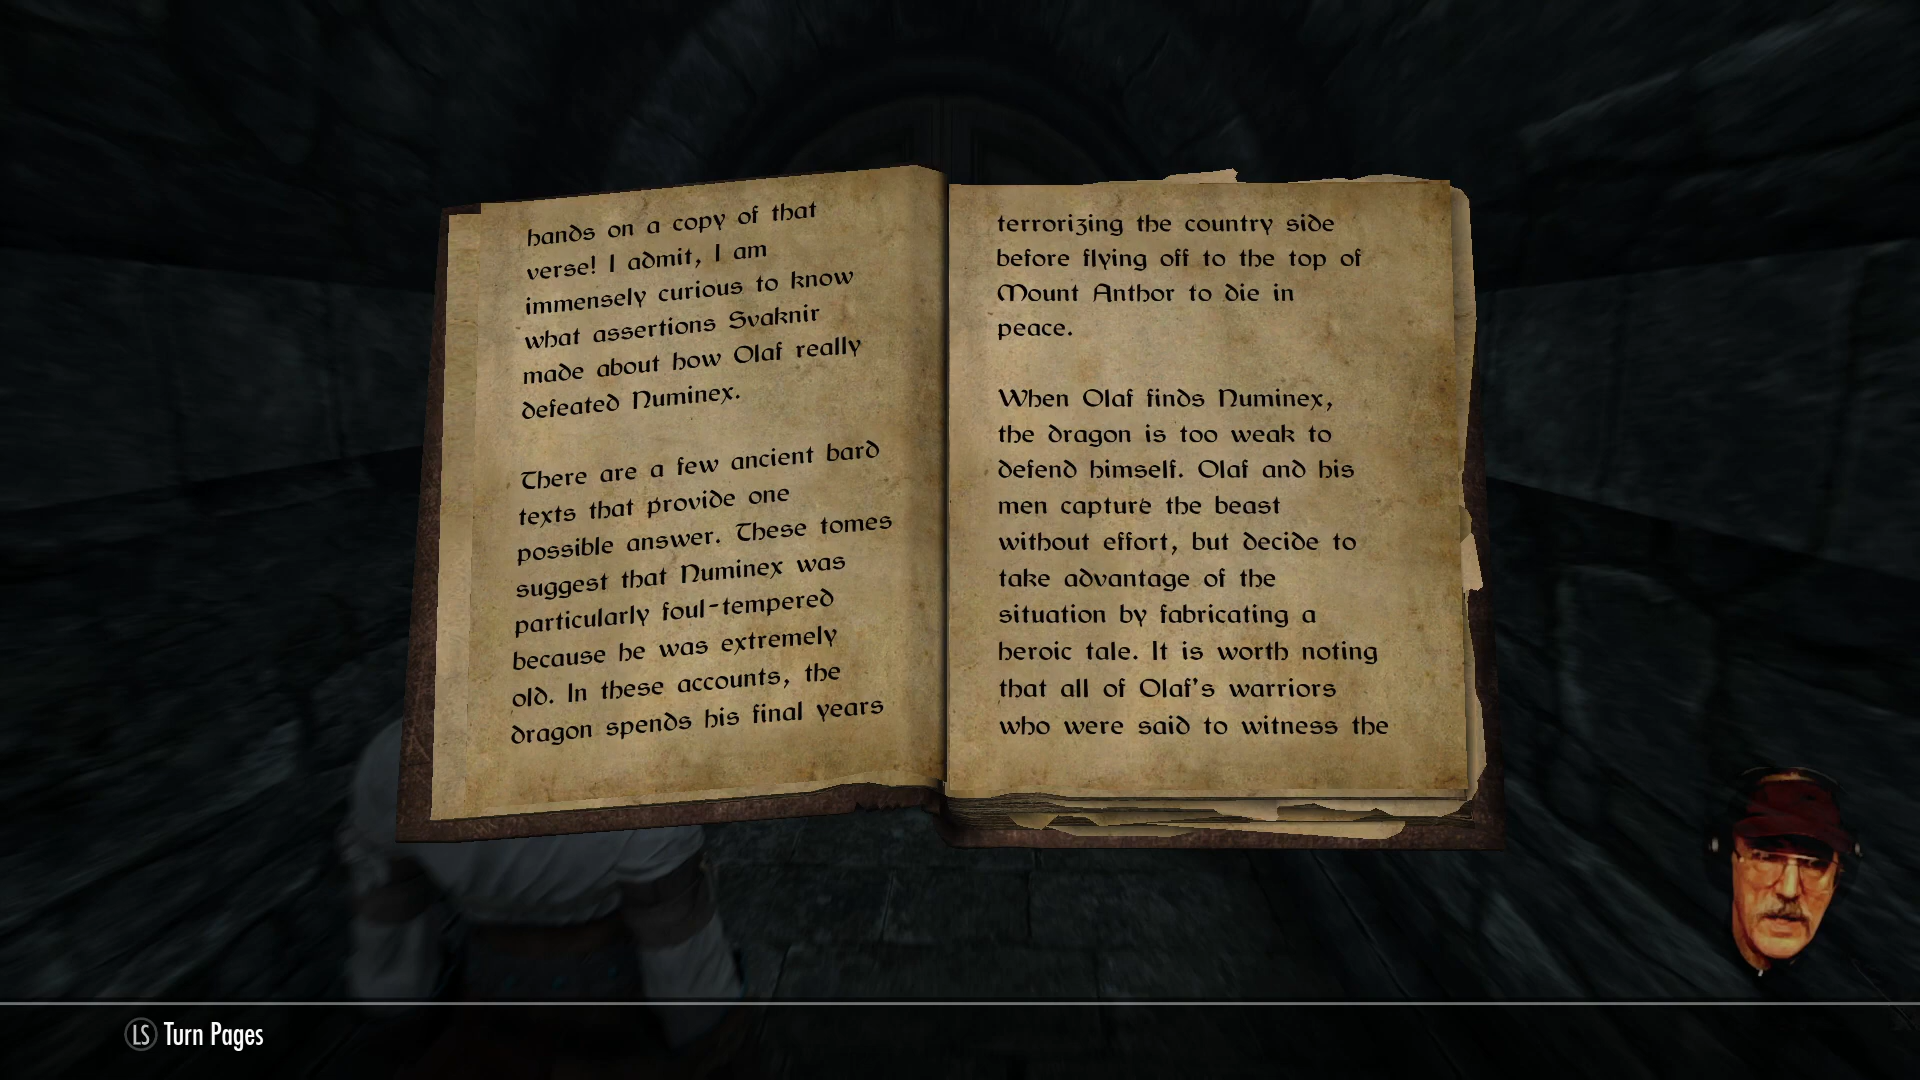 hands on a copy of that
verse! I admit, I am
immensely curious to know
what assertions Svaknir
made about how Olaf really
defeated Numinex.
There are a few ancient bard
texts that provide one
possible answer. These tomes
suggest that Numinex was
particularly foul-tempered
because he was extremely
old. In these accounts, the
dragon spends his final years
terrorizing the country side
before flying off to the top of
Mount Anthor to die in
peace.
When Olaf finds Numinex,
the dragon is too weak to
defend himself. Olaf and his
men capture the beast
without effort, but decide to
take advantage of the
situation by fabricating a
heroic tale. It is worth noting
that all of Olaf's warriors
who were said to witness the
LS Turn Pages